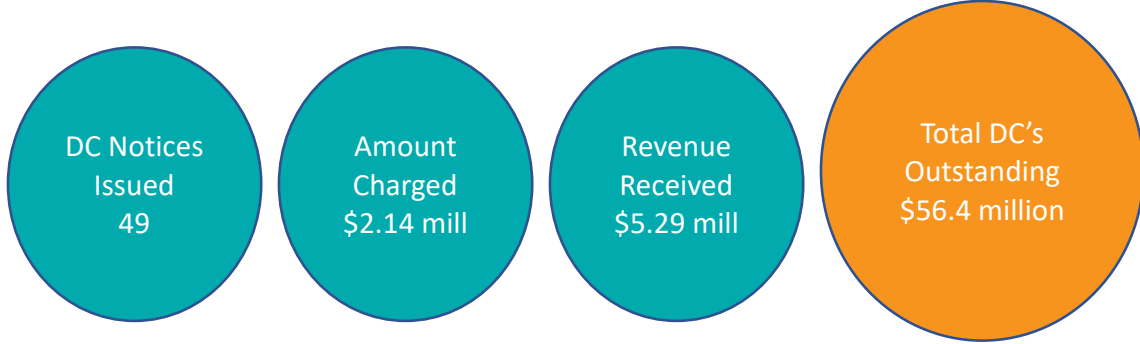 DC Notices
Issued
49
Amount
Charged
$2.14 mill
Revenue
Received
$5.29 mill
Total DC’s
Outstanding
$56.4 million